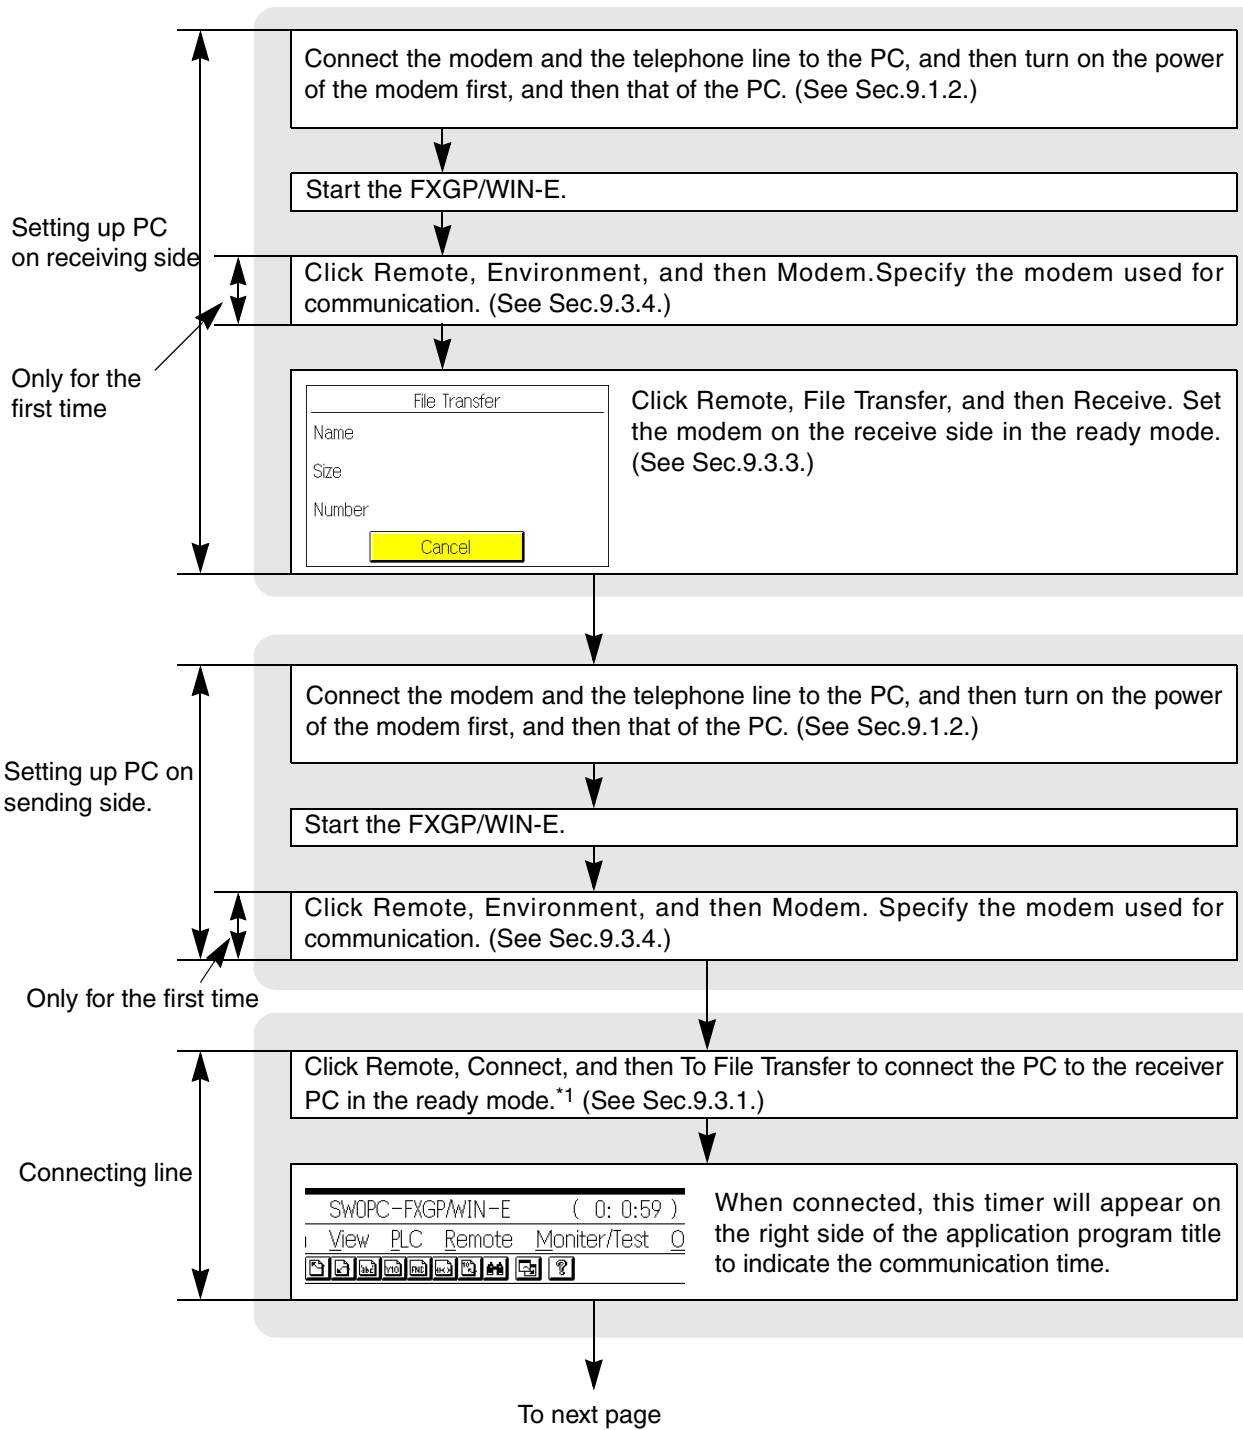 Connect the modem and the telephone line to the PC, and then turn on the power
of the modem first, and then that of the PC. (See Sec.9.1.2.)
Start the FXGP/WIN-E.
Setting up PC
on receiving side
Click Remote, Environment, and then Modem.Specify the modem used for
communication. (See Sec.9.3.4.)
Only for the
first time
File Transfer
Name
Size
Number
Cancel
Click Remote, File Transfer, and then Receive. Set
the modem on the receive side in the ready mode.
(See Sec.9.3.3.)
Connect the modem and the telephone line to the PC, and then turn on the power
of the modem first, and then that of the PC. (See Sec.9.1.2.)
Setting up PC on
sending side.
Start the FXGP/WIN-E.
Click Remote, Environment, and then Modem. Specify the modem used for
communication. (See Sec.9.3.4.)
Only for the first time
Click Remote, Connect, and then To File Transfer to connect the PC to the receiver
PC in the ready mode.*1 (See Sec.9.3.1.)
Connecting line
SW0PC-FXGP/WIN-E ( 0: 0:59 )
View PLC Remote Moniter/Test O
When connected, this timer will appear on
the right side of the application program title
to indicate the communication time.
To next page